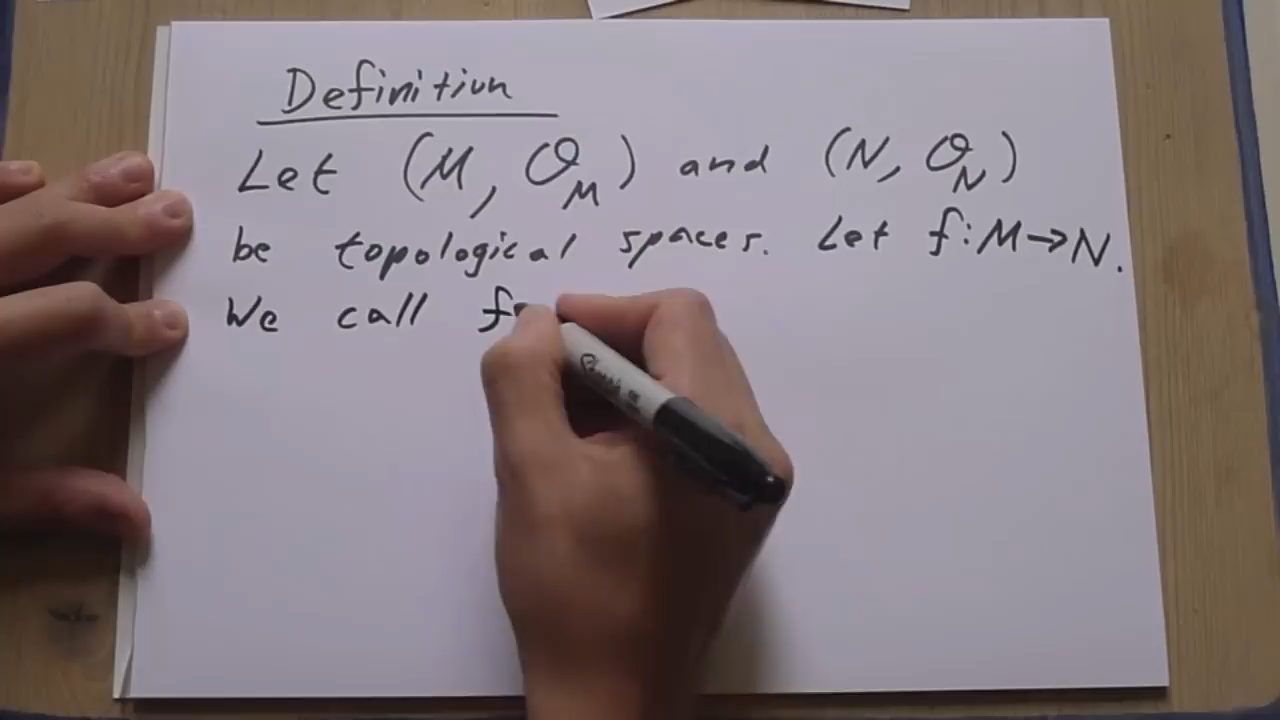 Definition
Let (M, O_M) and (N, O_N)
be topological spaces. Let f: M→N.
We call f